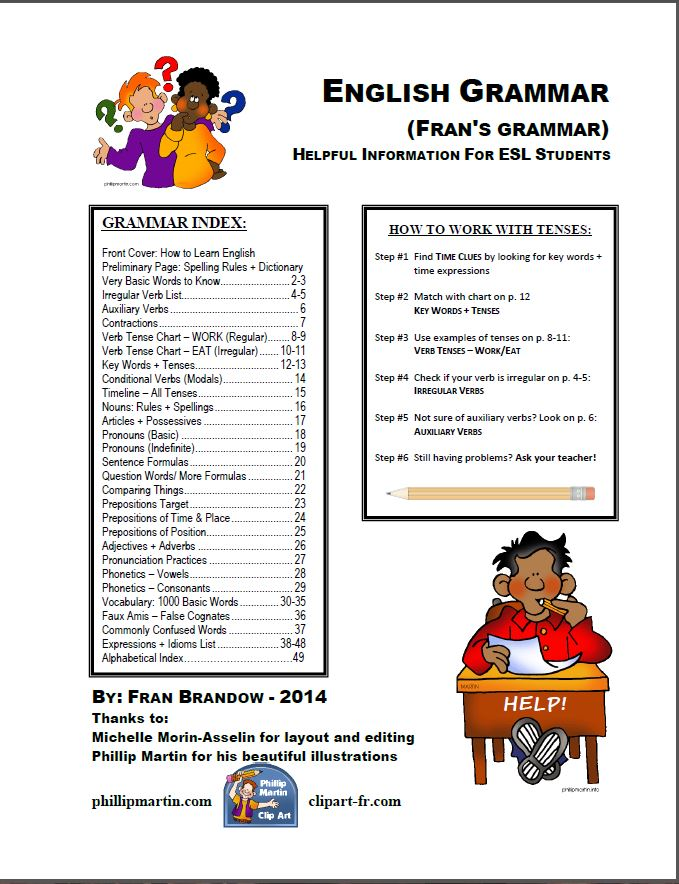 ENGLISH GRAMMAR
(FRAN'S GRAMMAR)
HELPFUL INFORMATION FOR ESL STUDENTS
? ? ?
phillipmartin.com
GRAMMAR INDEX:
Front Cover: How to Learn English
Preliminary Page: Spelling Rules + Dictionary
Very Basic Words to Know........................2-3
Irregular Verb List......................................4-5
Auxiliary Verbs ............................................ 6
Contractions ................................................ 7
Verb Tense Chart – WORK (Regular)....... 8-9
Verb Tense Chart – EAT (Irregular) ....... 10-11
Key Words + Tenses............................. 12-13
Conditional Verbs (Modals)........................ 14
Timeline – All Tenses................................. 15
Nouns: Rules + Spellings........................... 16
Articles + Possessives ............................... 17
Pronouns (Basic) ....................................... 18
Pronouns (Indefinite).................................. 19
Sentence Formulas .................................... 20
Question Words/ More Formulas ................ 21
Comparing Things...................................... 22
Prepositions Target..................................... 23
Prepositions of Time & Place ..................... 24
Prepositions of Position.............................. 25
Adjectives + Adverbs ................................. 26
Pronunciation Practices ............................. 27
Phonetics – Vowels.................................... 28
Phonetics – Consonants ............................ 29
Vocabulary: 1000 Basic Words ............. 30-35
Faux Amis – False Cognates ..................... 36
Commonly Confused Words ...................... 37
Expressions + Idioms List ..................... 38-48
Alphabetical Index.................................... 49
HOW TO WORK WITH TENSES:
Step #1 Find TIME CLUES by looking for key words +
time expressions
Step #2 Match with chart on p. 12
KEY WORDS + TENSES
Step #3 Use examples of tenses on p. 8-11:
VERB TENSES – WORK/EAT
Step #4 Check if your verb is irregular on p. 4-5:
IRREGULAR VERBS
Step #5 Not sure of auxiliary verbs? Look on p. 6:
AUXILIARY VERBS
Step #6 Still having problems? Ask your teacher!
MARTIN
HELP!
phillipmartin.info
BY: FRAN BRANDOW - 2014
Thanks to:
Michelle Morin-Asselin for layout and editing
Phillip Martin for his beautiful illustrations
phillipmartin.com
Phillip
Martin
Clip Art
clipart-fr.com